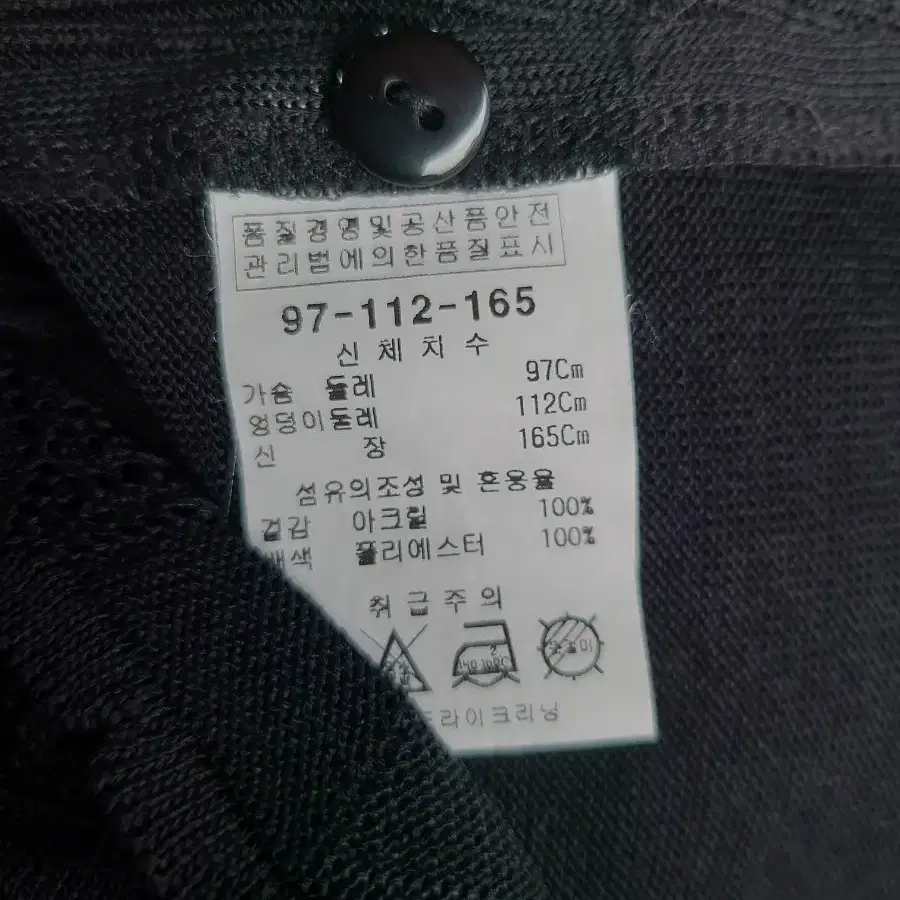 품질경영및공산품안전
관리법에의한품질표시
97-112-165
신체치수
가슴 둘레 97Cm
엉덩이둘레 112Cm
신 장 165Cm
섬유의조성 및 혼용율
겉감 아크릴 100%
배색 폴리에스터 100%
취급주의
드라이크리닝